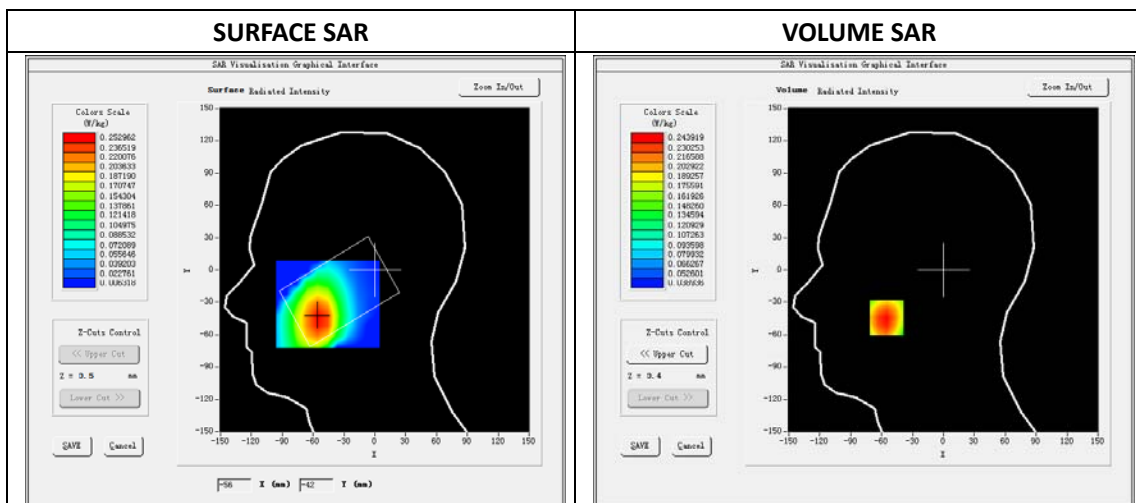 SURFACE SAR
VOLUME SAR
SAR Visualisation Graphical Interface
Surface Radiated Intensity
Zoom In/Out
Colors Scale
(W/kg)
0.252962
0.236519
0.220076
0.203633
0.187190
0.170747
0.154304
0.137861
0.121418
0.104975
0.088532
0.072089
0.055646
0.039203
0.022761
0.006318
150
120
90
60
30
0
-30
-60
-90
-120
-150
Y
-150 -120 -90 -60 -30 0 30 60 90 120 150
X
Z-Cuts Control
<< Upper Cut
Z = 3.5 mm
Lower Cut >>
SAVE Cancel
-56 X (mm) -42 Y (mm)
SAR Visualisation Graphical Interface
Volume Radiated Intensity
Zoom In/Out
Colors Scale
(W/kg)
0.243919
0.230253
0.216588
0.202922
0.189257
0.175591
0.161926
0.148260
0.134594
0.120929
0.107263
0.093598
0.079932
0.066267
0.052601
0.038936
150
120
90
60
30
0
-30
-60
-90
-120
-150
Y
-150 -120 -90 -60 -30 0 30 60 90 120 150
X
Z-Cuts Control
<< Upper Cut
Z = 3.4 mm
Lower Cut >>
SAVE Cancel